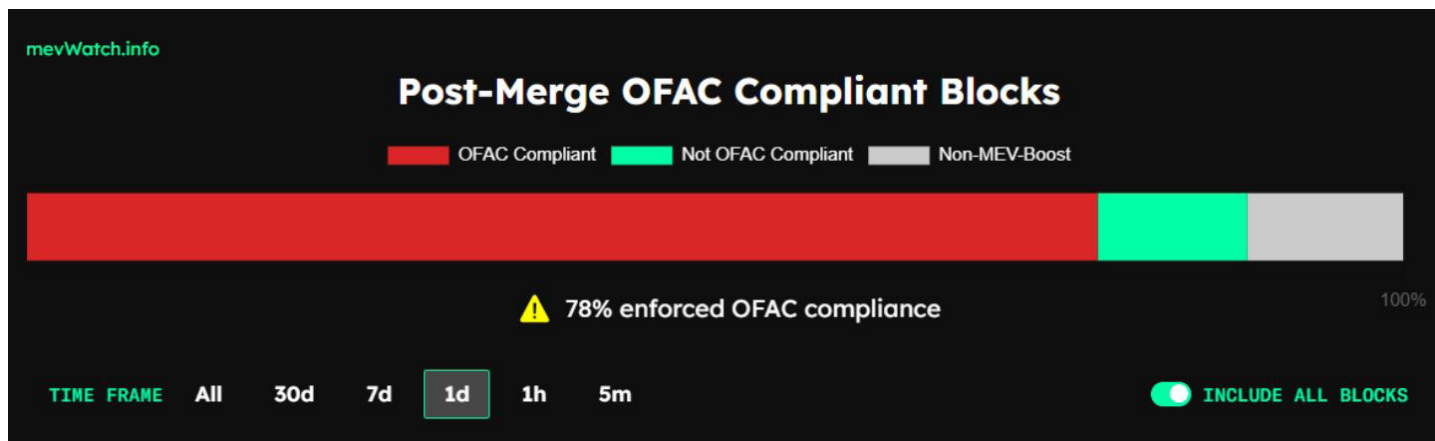 mevWatch.info
Post-Merge OFAC Compliant Blocks
OFAC Compliant Not OFAC Compliant Non-MEV-Boost
78% enforced OFAC compliance
100%
TIME FRAME All 30d 7d 1d 1h 5m INCLUDE ALL BLOCKS